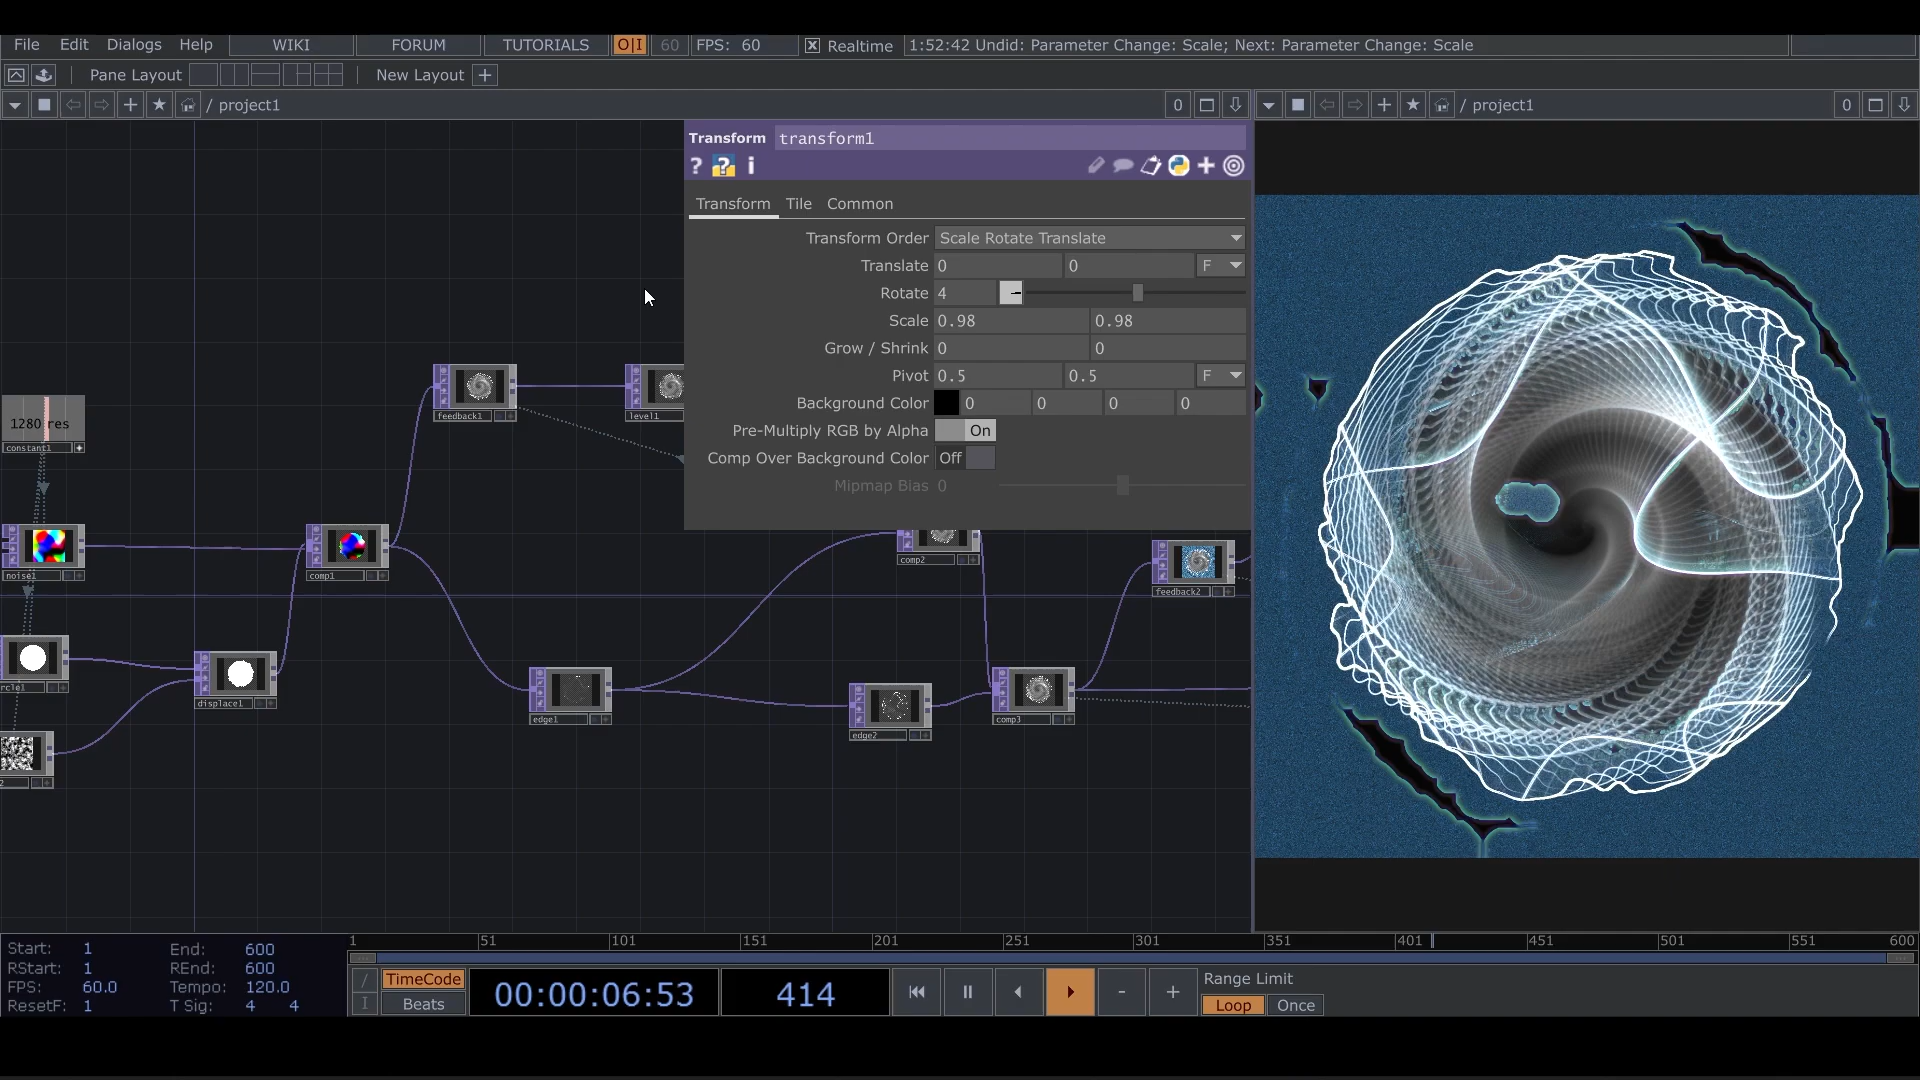 File Edit Dialogs Help WIKI FORUM TUTORIALS O|I 60 FPS: 60 Realtime 1:52:42 Undid: Parameter Change: Scale; Next: Parameter Change: Scale
Pane Layout New Layout +
/ project1 0
/ project1 0
Transform transform1
Transform Tile Common
Transform Order Scale Rotate Translate
Translate 0 0 F
Rotate 4
Scale 0.98 0.98
Grow / Shrink 0 0
Pivot 0.5 0.5 F
Background Color 0 0 0 0
Pre-Multiply RGB by Alpha On
Comp Over Background Color Off
Mipmap Bias 0
feedback1
level1
1280 res
constant1
noise1
comp1
comp2
feedback2
rcle1
displace1
edge1
edge2
comp3
2
Start: 1 End: 600
RStart: 1 REnd: 600
FPS: 60.0 Tempo: 120.0
ResetF: 1 T Sig: 4 4
1 51 101 151 201 251 301 351 401 451 501 551 600
TimeCode
Beats
00:00:06:53
414
- +
Range Limit
Loop Once